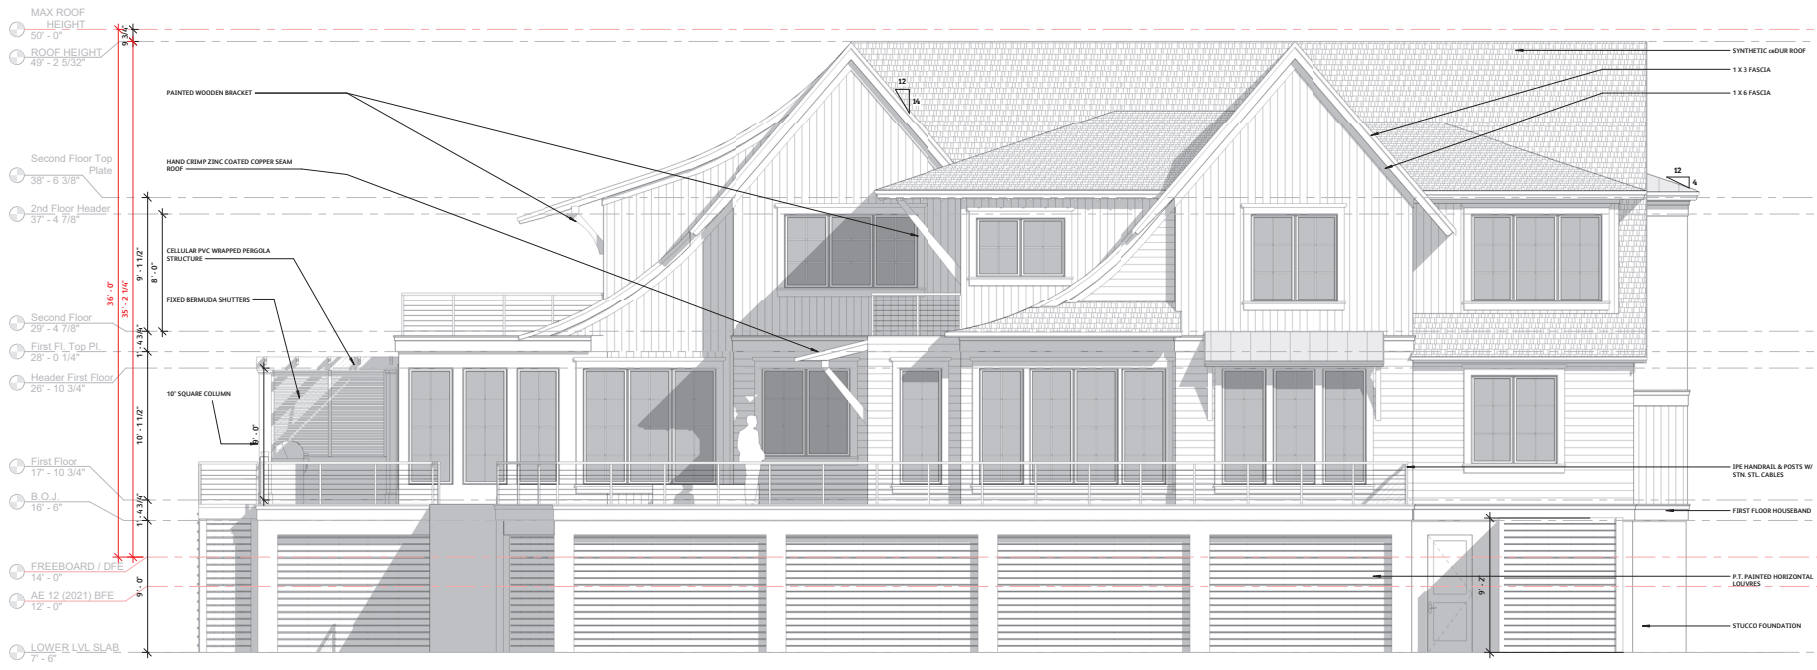 MAX ROOF
HEIGHT
50' - 0"
ROOF HEIGHT
49' - 2 5/32"
Second Floor Top
Plate
38' - 6 3/8"
2nd Floor Header
37' - 4 7/8"
Second Floor
29' - 4 7/8"
First Fl. Top Pl.
28' - 0 1/4"
Header First Floor
26' - 10 3/4"
First Floor
17' - 10 3/4"
B.O.J.
16' - 6"
FREEBOARD / DFE
14' - 0"
AE 12 (2021) BFE
12' - 0"
LOWER LVL SLAB
7' - 6"
9 3/4"
36' - 0"
35' - 2 1/4"
9' - 1 1/2"
8' - 0"
1' - 4 3/4"
10' - 1 1/2"
9' - 0"
1' - 4 3/4"
9' - 0"
PAINTED WOODEN BRACKET
HAND CRIMP ZINC COATED COPPER SEAM
ROOF
CELLULAR PVC WRAPPED PERGOLA
STRUCTURE
FIXED BERMUDA SHUTTERS
10" SQUARE COLUMN
12
14
12
4
9' - 2"
SYNTHETIC ceDUR ROOF
1 X 3 FASCIA
1 X 6 FASCIA
IPE HANDRAIL & POSTS W/
STN. STL. CABLES
FIRST FLOOR HOUSEBAND
P.T. PAINTED HORIZONTAL
LOUVRES
STUCCO FOUNDATION